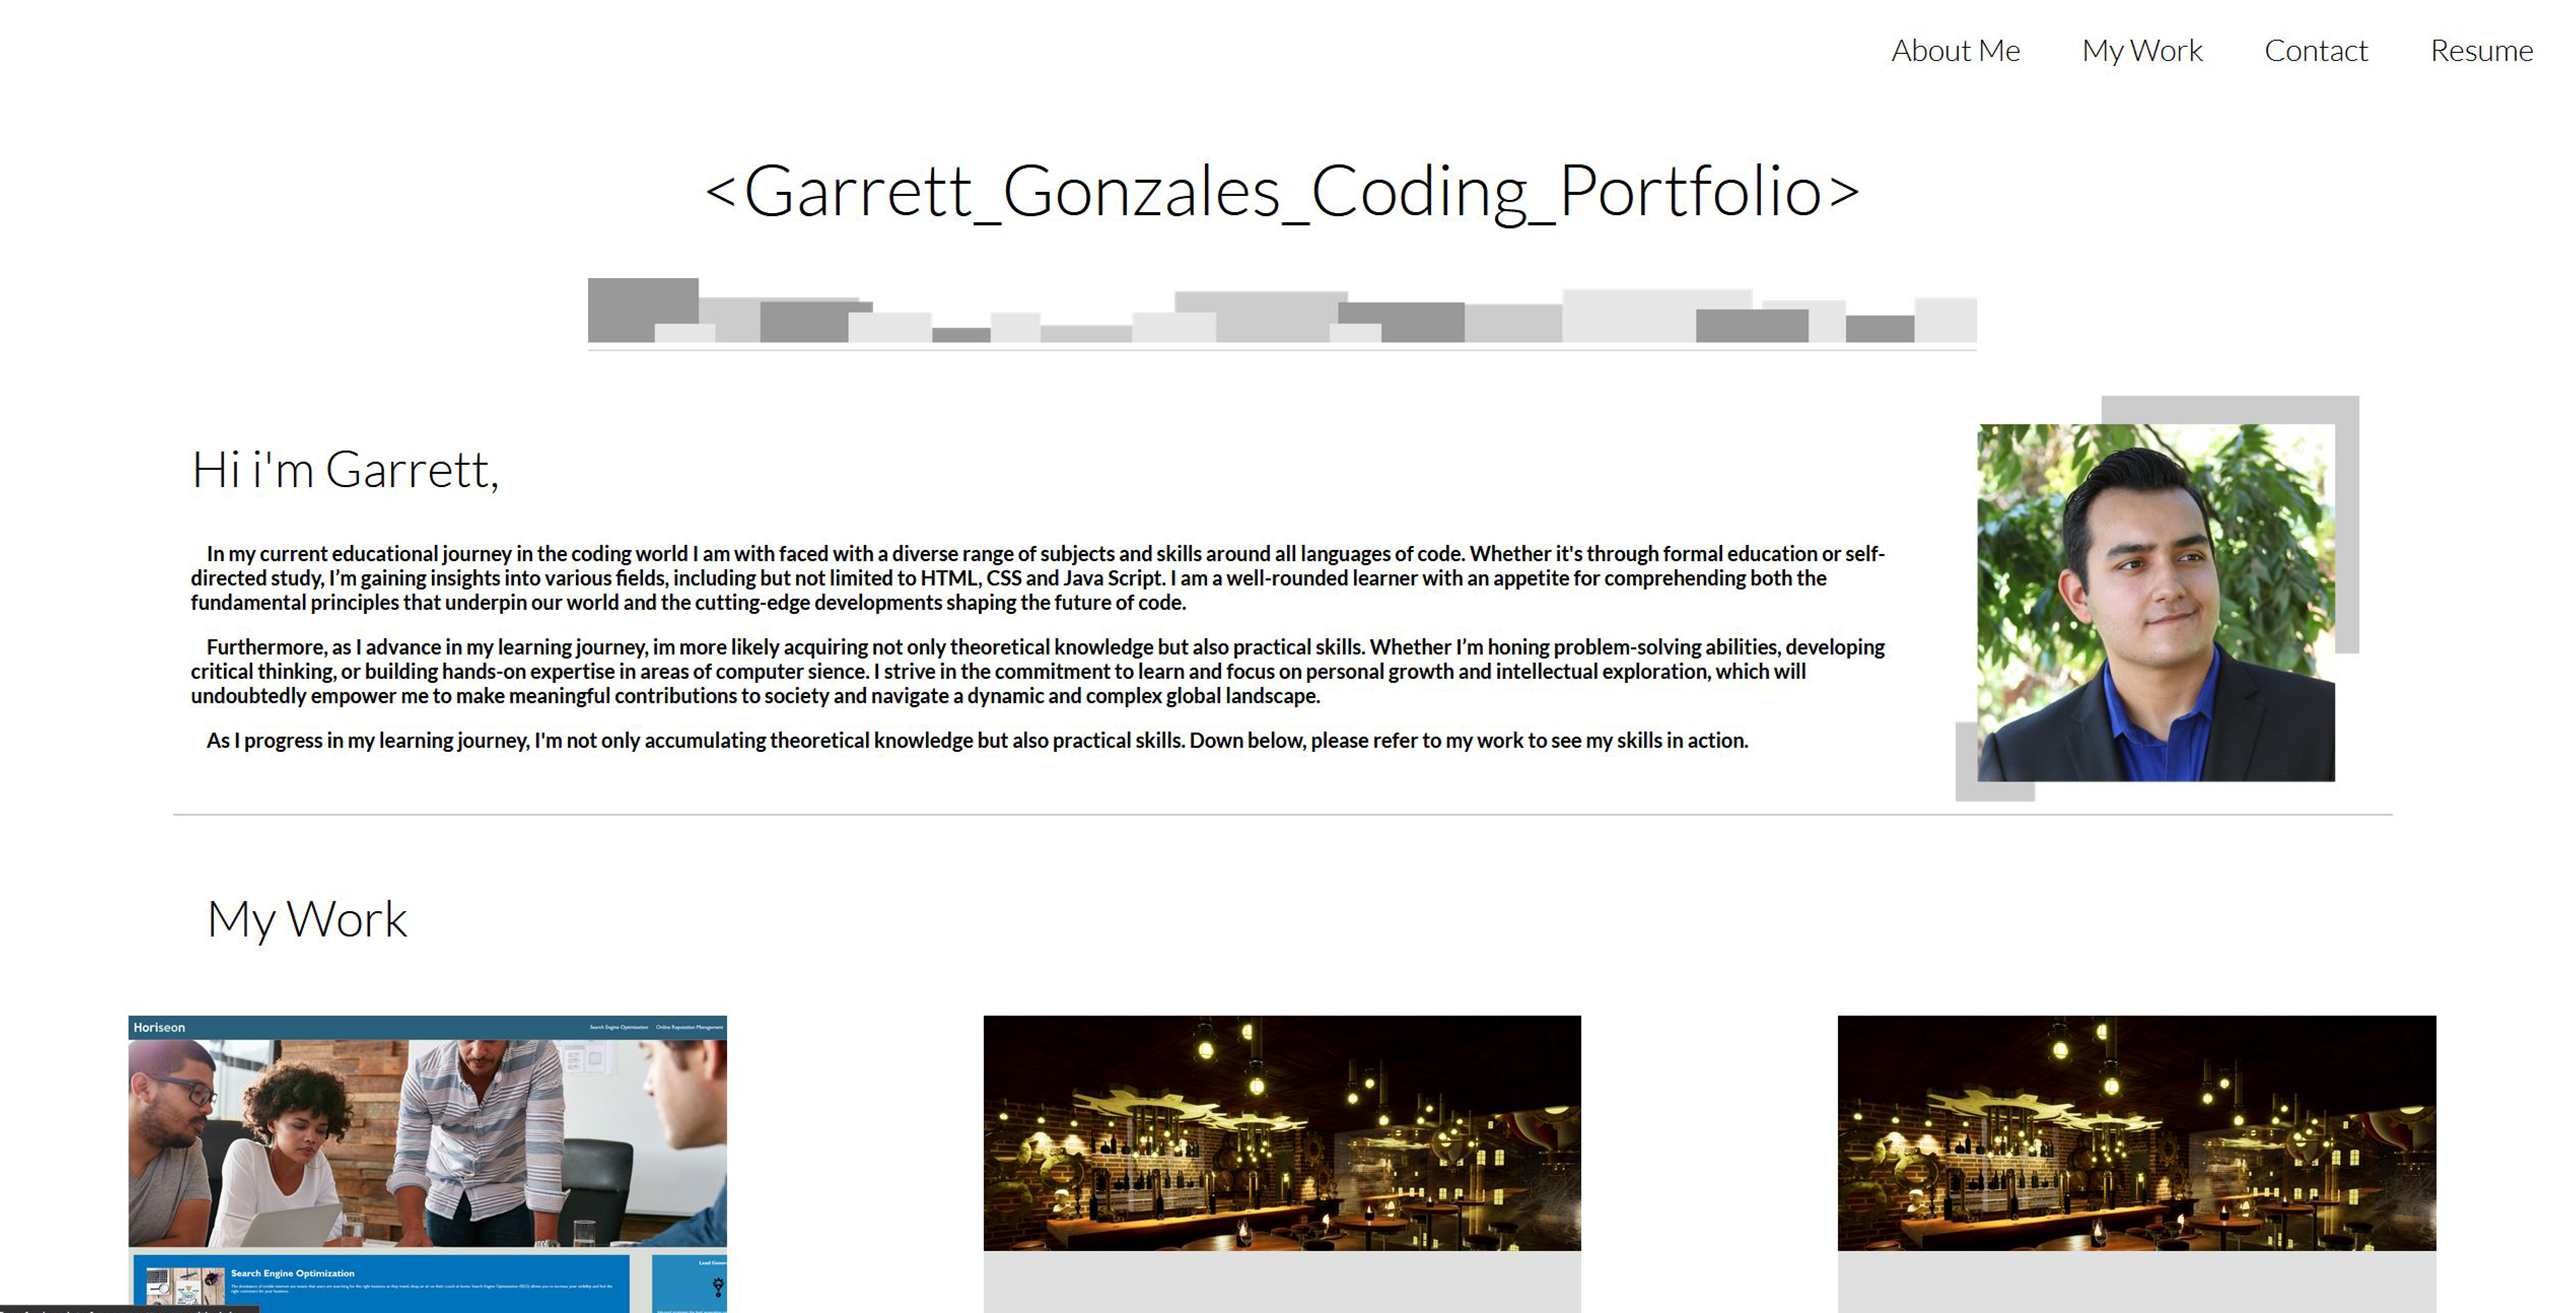 About Me My Work Contact Resume
<Garrett_Gonzales_Coding_Portfolio>
Hi i'm Garrett,
In my current educational journey in the coding world I am with faced with a diverse range of subjects and skills around all languages of code. Whether it's through formal education or self-
directed study, I’m gaining insights into various fields, including but not limited to HTML, CSS and Java Script. I am a well-rounded learner with an appetite for comprehending both the
fundamental principles that underpin our world and the cutting-edge developments shaping the future of code.
Furthermore, as I advance in my learning journey, im more likely acquiring not only theoretical knowledge but also practical skills. Whether I’m honing problem-solving abilities, developing
critical thinking, or building hands-on expertise in areas of computer sience. I strive in the commitment to learn and focus on personal growth and intellectual exploration, which will
undoubtedly empower me to make meaningful contributions to society and navigate a dynamic and complex global landscape.
As I progress in my learning journey, I'm not only accumulating theoretical knowledge but also practical skills. Down below, please refer to my work to see my skills in action.
My Work
Horiseon
Search Engine Optimization Online Reputation Management
Search Engine Optimization